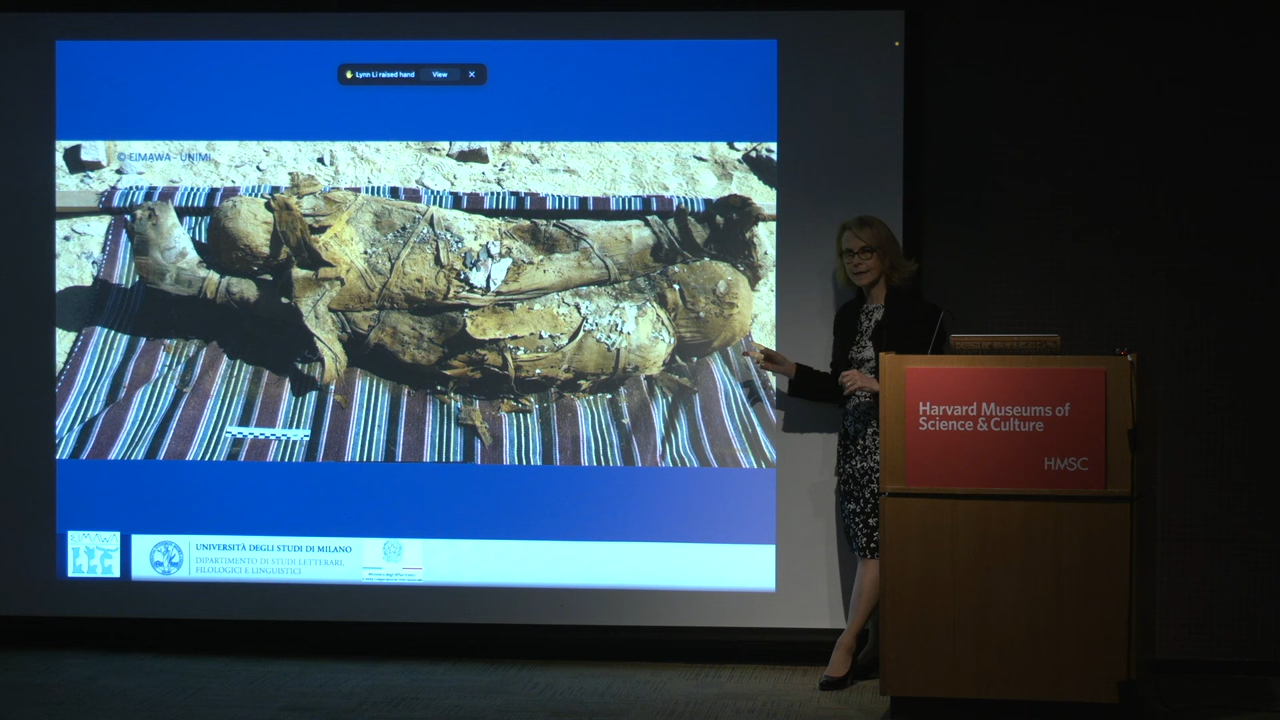 Lynn Li raised hand View
© EIMAWA - UNIMI
EIMAWA
UNIVERSITÀ DEGLI STUDI DI MILANO
DIPARTIMENTO DI STUDI LETTERARI,
FILOLOGICI E LINGUISTICI
Harvard Museums of
Science & Culture
HMSC